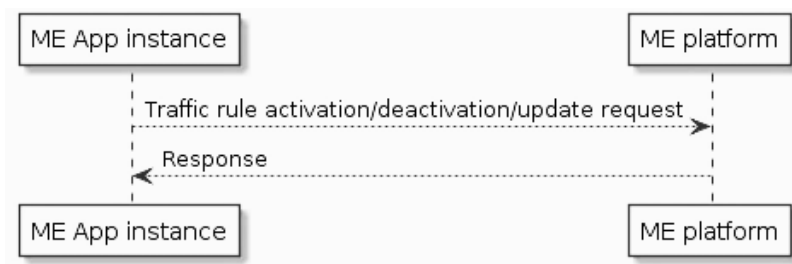 ME App instance
ME platform
Traffic rule activation/deactivation/update request
Response
ME App instance
ME platform